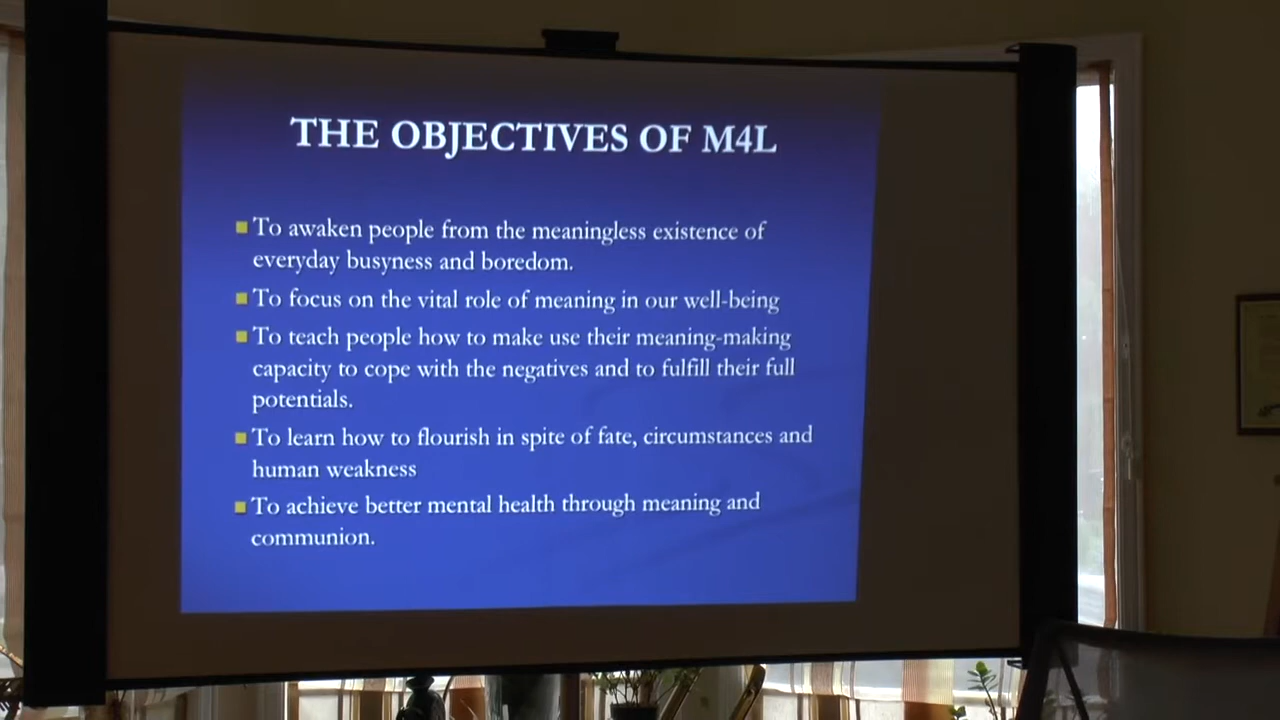 THE OBJECTIVES OF M4L
To awaken people from the meaningless existence of
everyday busyness and boredom.
To focus on the vital role of meaning in our well-being
To teach people how to make use their meaning-making
capacity to cope with the negatives and to fulfill their full
potentials.
To learn how to flourish in spite of fate, circumstances and
human weakness
To achieve better mental health through meaning and
communion.